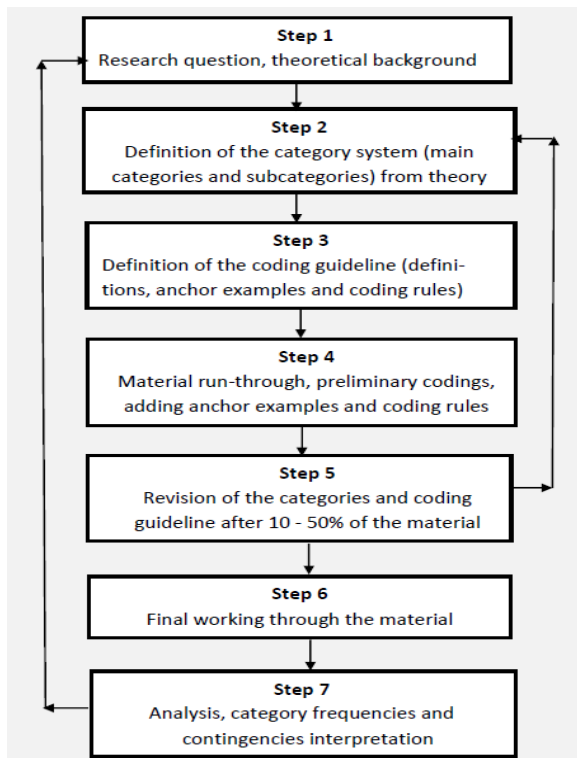 Step 1
Research question, theoretical background
Step 2
Definition of the category system (main
categories and subcategories) from theory
Step 3
Definition of the coding guideline (defini-
tions, anchor examples and coding rules)
Step 4
Material run-through, preliminary codings,
adding anchor examples and coding rules
Step 5
Revision of the categories and coding
guideline after 10 - 50% of the material
Step 6
Final working through the material
Step 7
Analysis, category frequencies and
contingencies interpretation